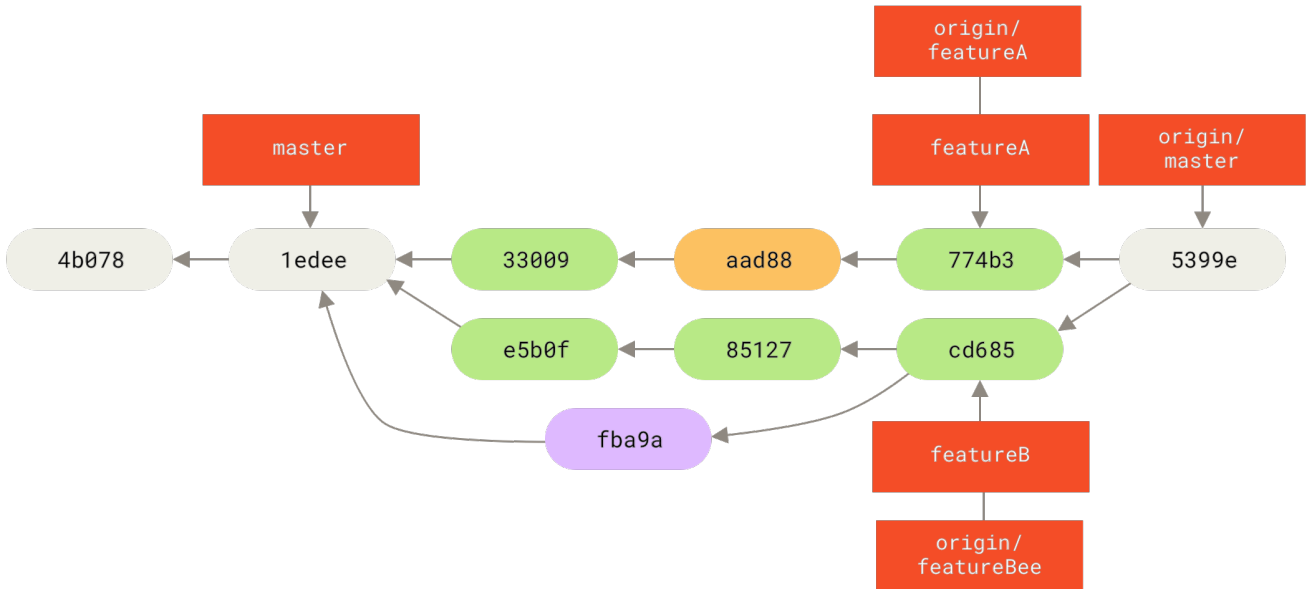 origin/
featureA
master
featureA
origin/
master
4b078
1edee
33009
aad88
774b3
5399e
e5b0f
85127
cd685
fba9a
featureB
origin/
featureBee